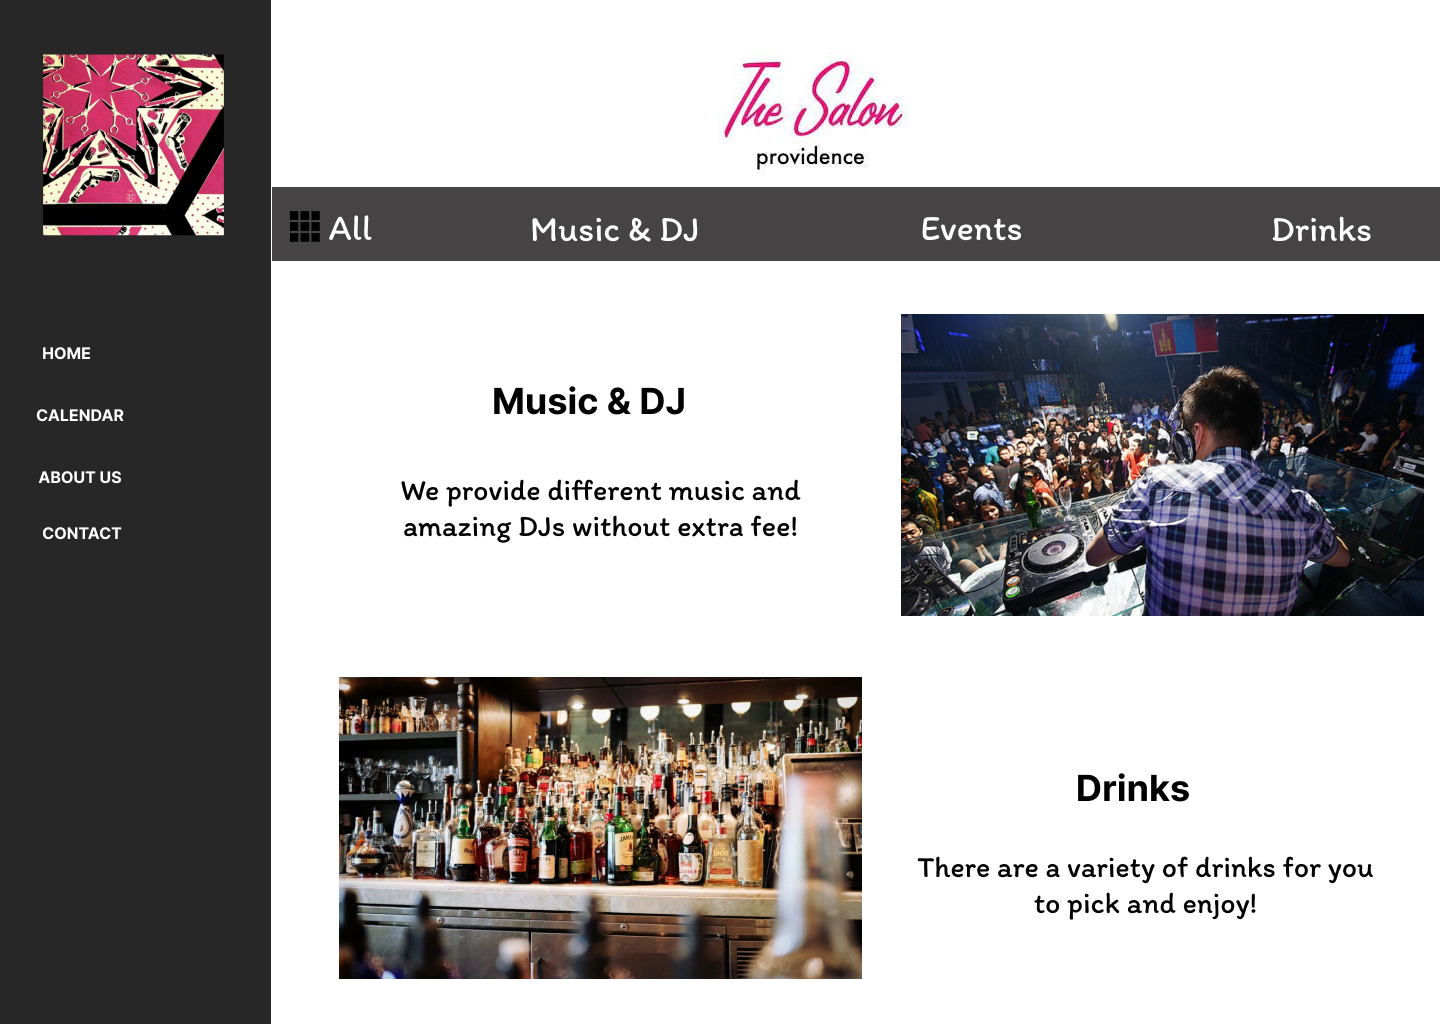 The Salon
providence
All
Music & DJ
Events
Drinks
HOME
CALENDAR
ABOUT US
CONTACT
Music & DJ
We provide different music and
amazing DJs without extra fee!
Drinks
There are a variety of drinks for you
to pick and enjoy!